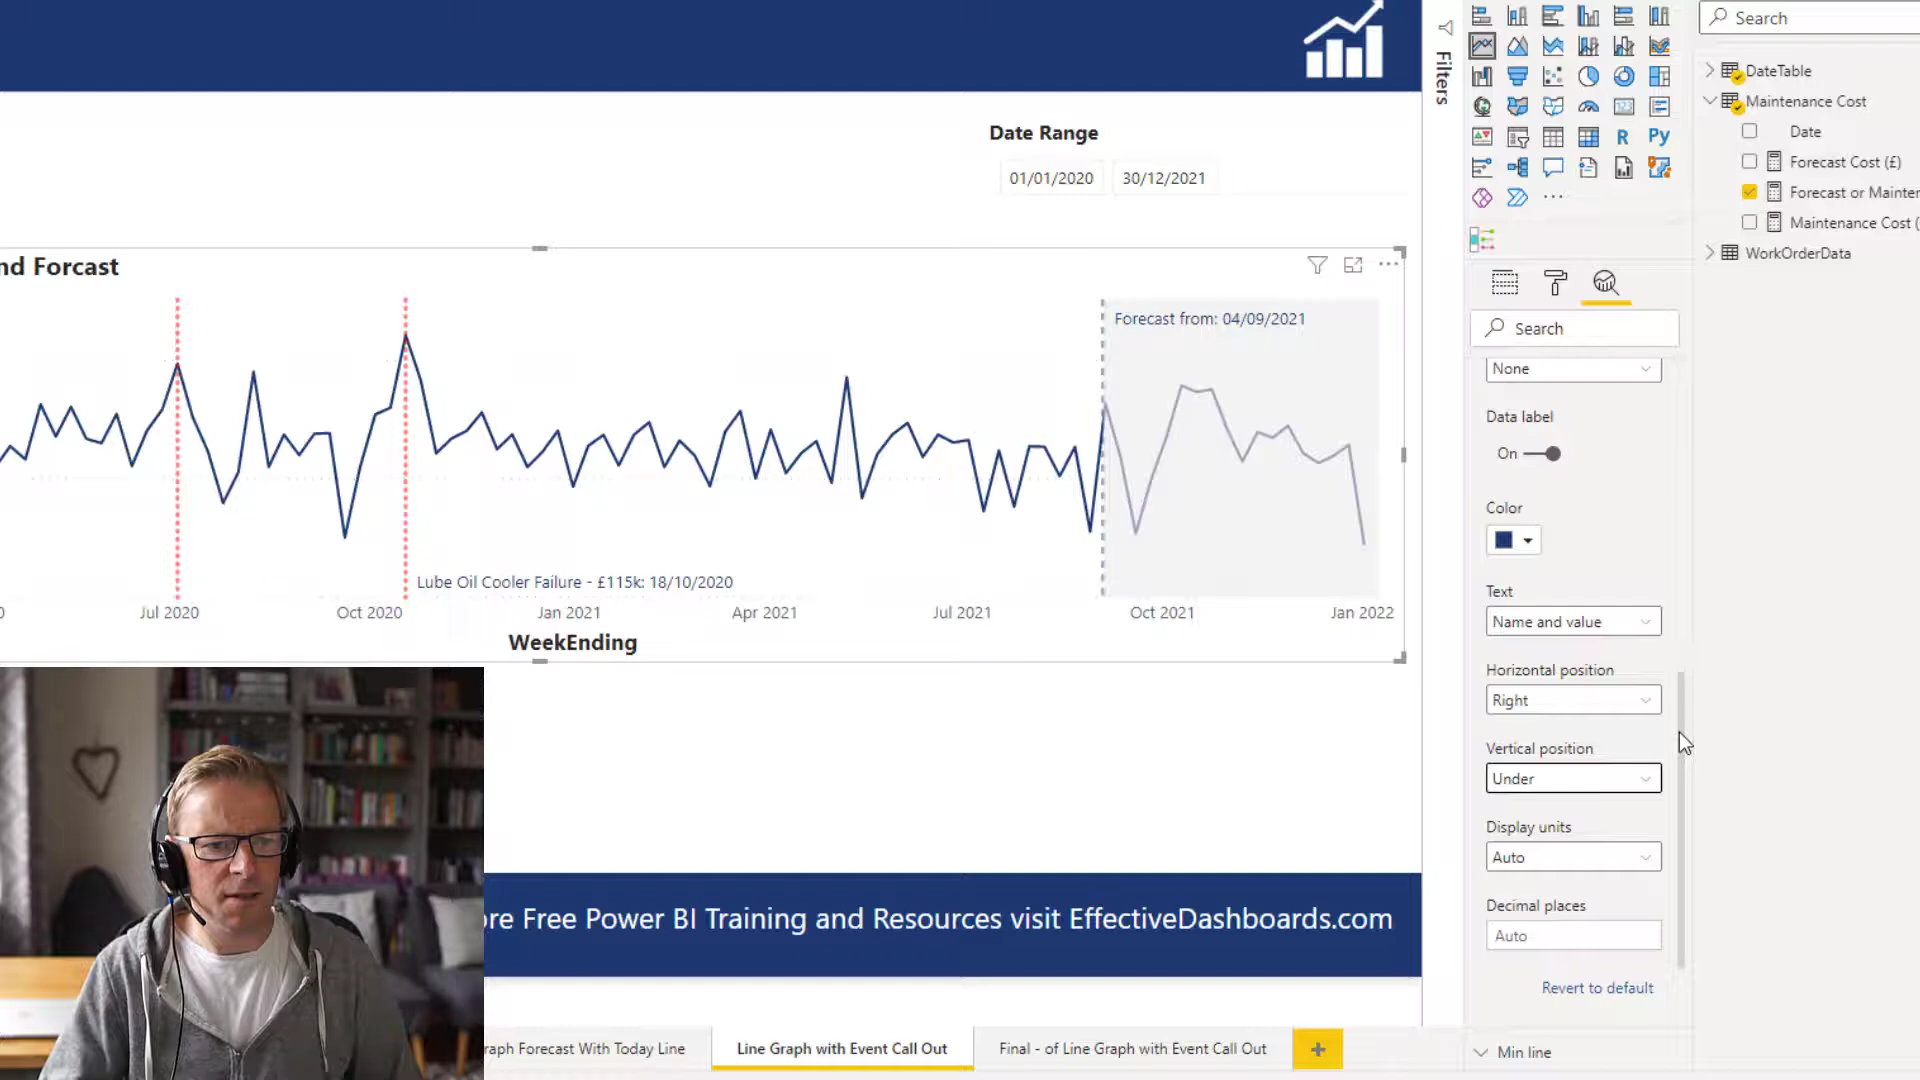 Date Range
01/01/2020 30/12/2021
nd Forcast
Forecast from: 04/09/2021
Lube Oil Cooler Failure - £115k: 18/10/2020
0 Jul 2020 Oct 2020 Jan 2021 Apr 2021 Jul 2021 Oct 2021 Jan 2022
WeekEnding
ore Free Power BI Training and Resources visit EffectiveDashboards.com
raph Forecast With Today Line
Line Graph with Event Call Out
Final - of Line Graph with Event Call Out
+
Filters
123
R Py
Search
None
Data label
On
Color
Text
Name and value
Horizontal position
Right
Vertical position
Under
Display units
Auto
Decimal places
Auto
Revert to default
Min line
Search
DateTable
Maintenance Cost
Date
Forecast Cost (£)
Forecast or Mainten
Maintenance Cost (
WorkOrderData